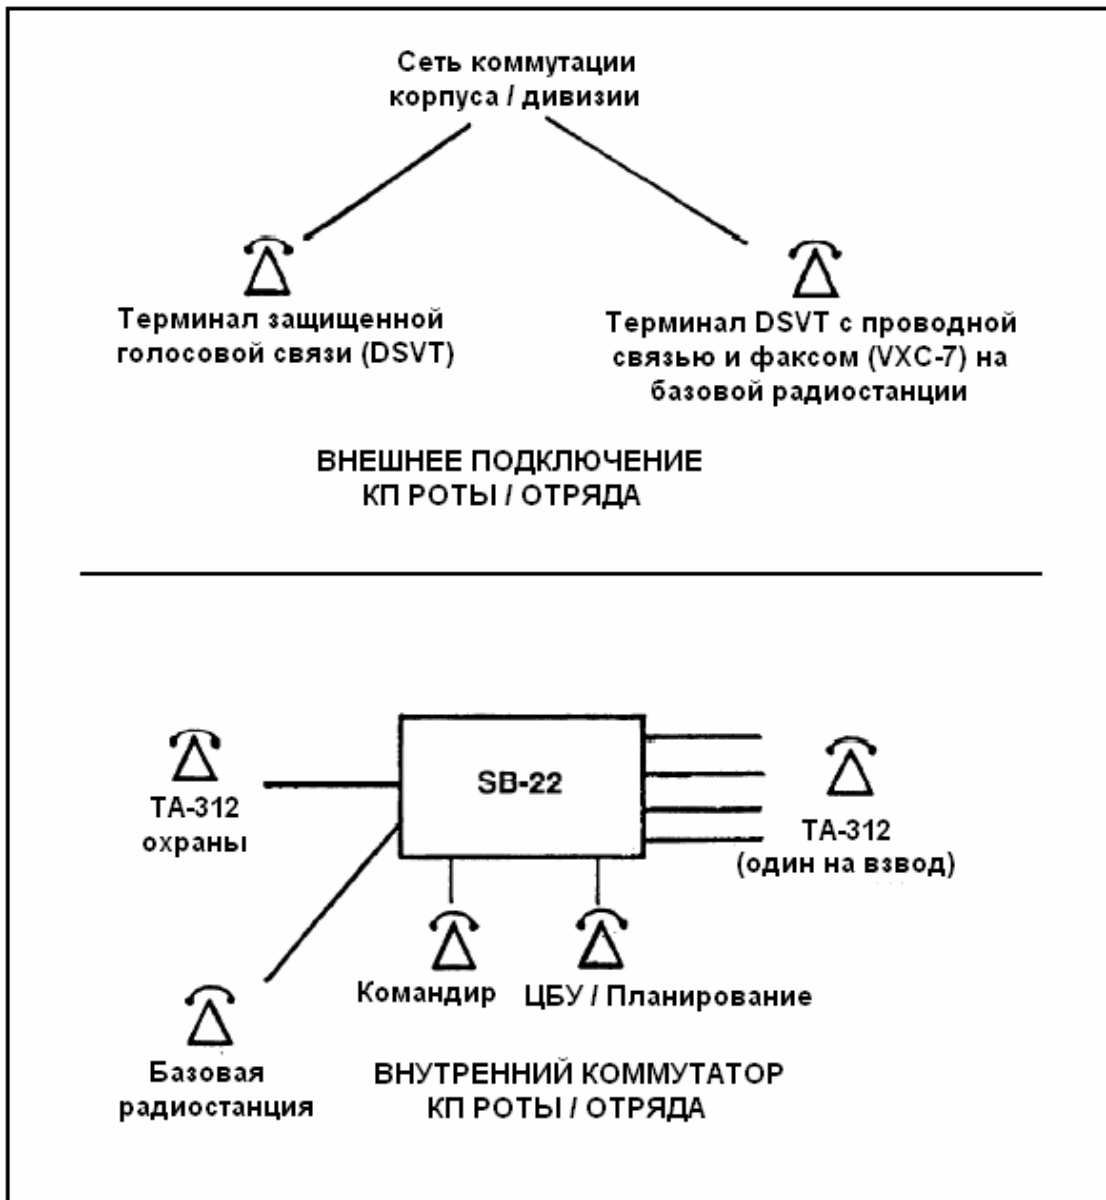 Сеть коммутации
корпуса / дивизии
Терминал защищенной
голосовой связи (DSVT)
Терминал DSVT с проводной
связью и факсом (VXC-7) на
базовой радиостанции
ВНЕШНЕЕ ПОДКЛЮЧЕНИЕ
КП РОТЫ / ОТРЯДА
SB-22
ТА-312
охраны
ТА-312
(один на взвод)
Командир
ЦБУ / Планирование
Базовая
радиостанция
ВНУТРЕННИЙ КОММУТАТОР
КП РОТЫ / ОТРЯДА